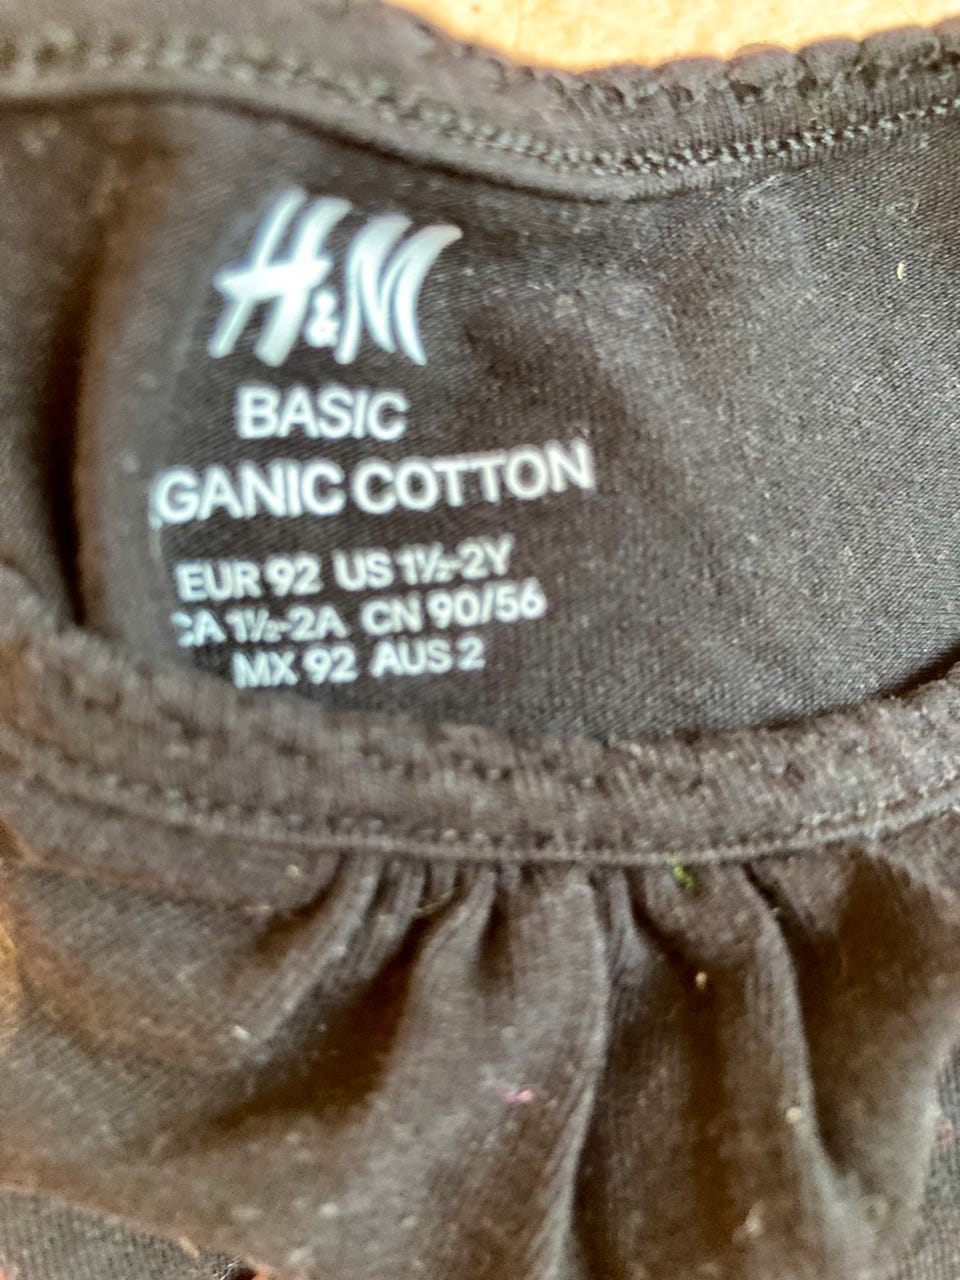 H&M
BASIC
GANIC COTTON
EUR 92 US 1½-2Y
CA 1½-2A CN 90/56
MX 92 AUS 2